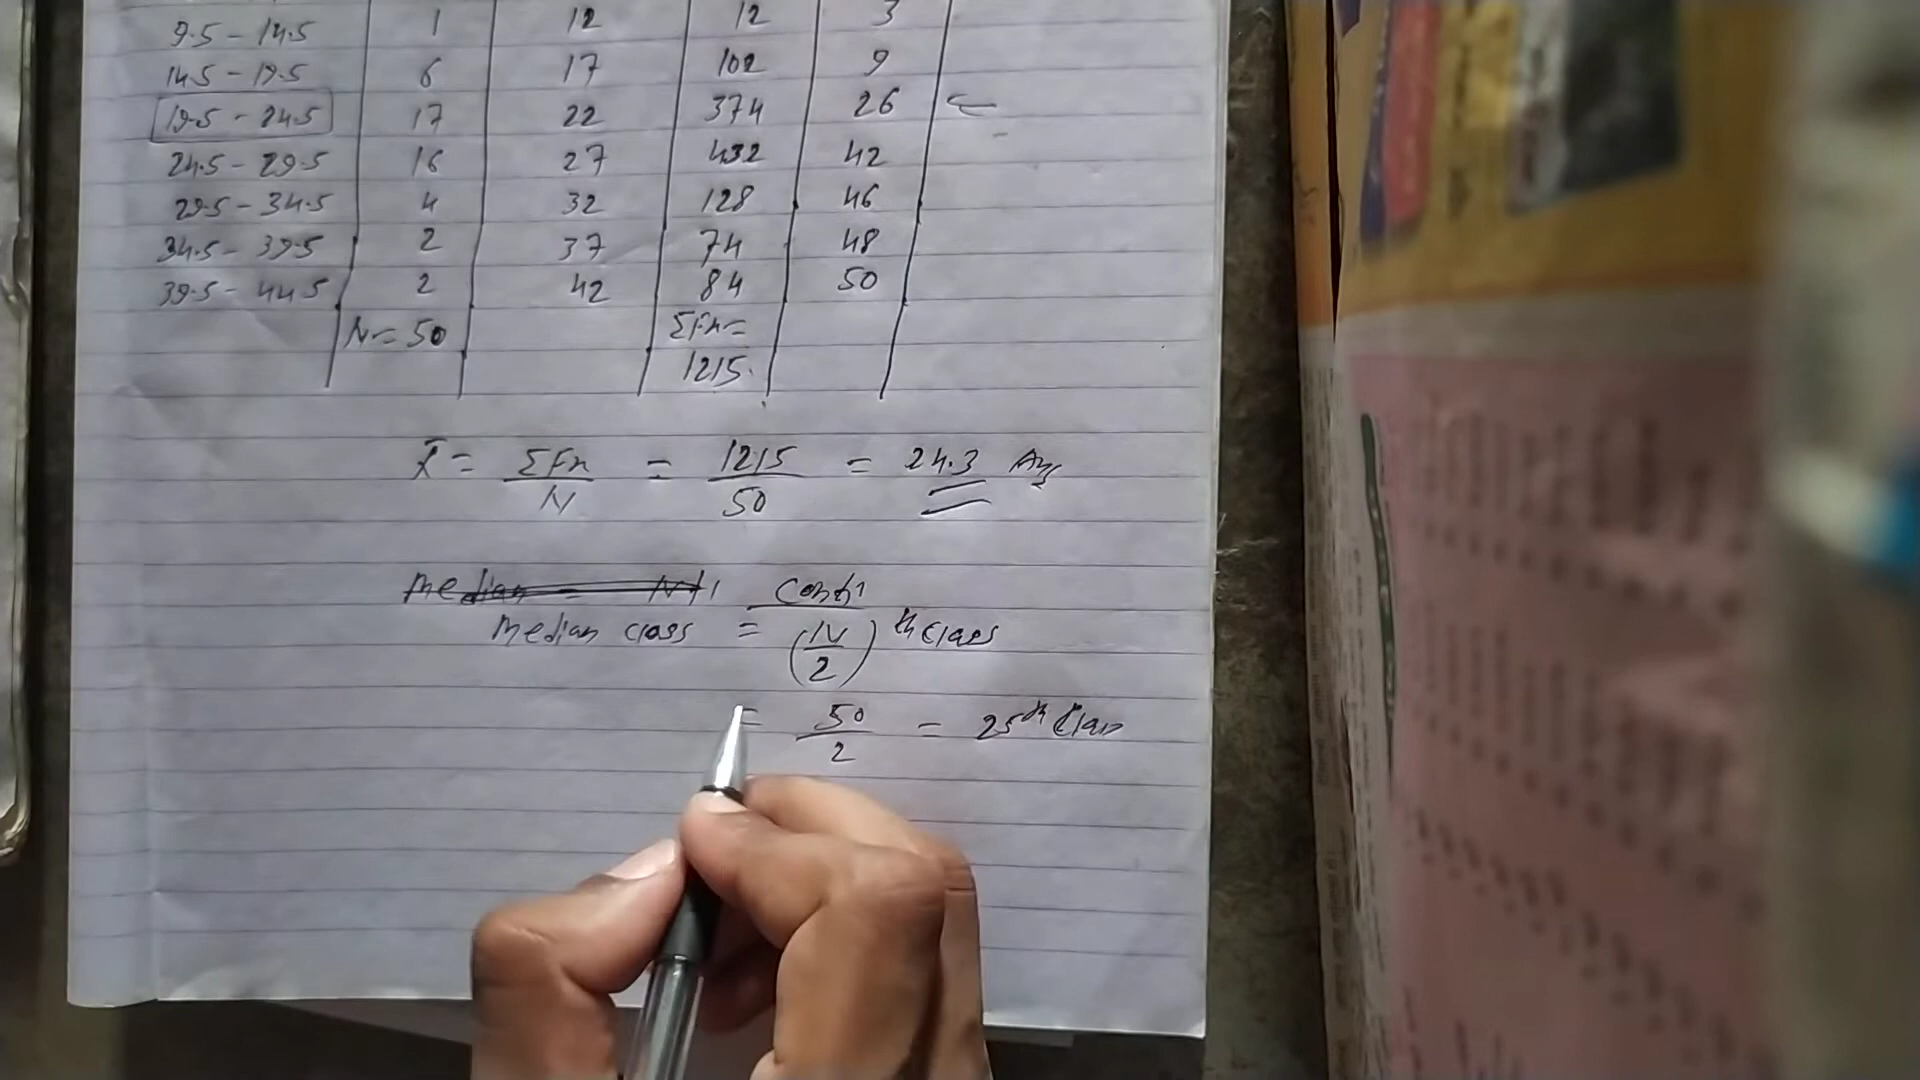 9.5 - 14.5 1 12 12 3
14.5 - 19.5 6 17 102 9
19.5 - 24.5 17 22 374 26 ←
24.5 - 29.5 16 27 432 42
29.5 - 34.5 4 32 128 46
34.5 - 39.5 2 37 74 48
39.5 - 44.5 2 42 84 50
N = 50 Σfx =
1215
x̄ = Σfx / N = 1215 / 50 = 24.3 Ans
median = N+1
median class = (N/2)th class
= 50/2 = 25th class